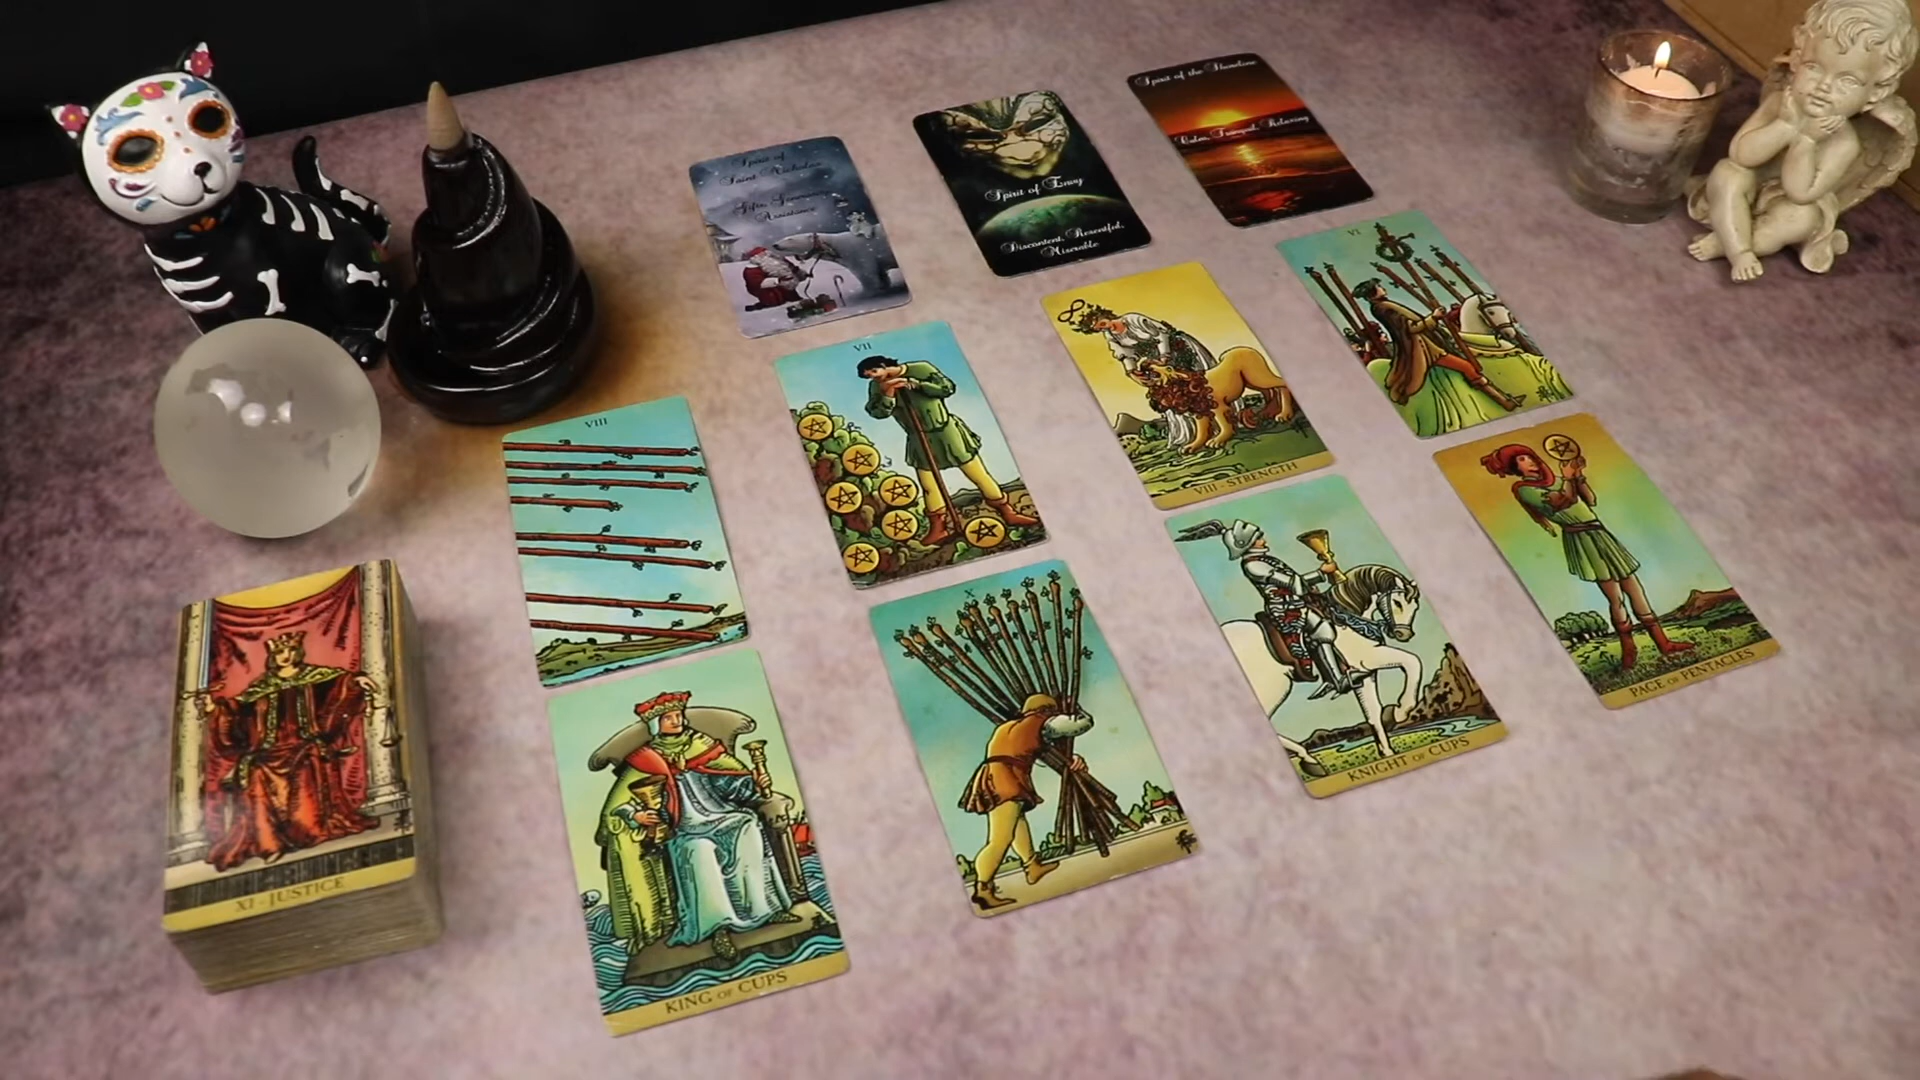 Spirit of
Saint Nicholas
Gifts, Generous,
Assistance
Spirit of Envy
Discontent, Resentful,
Miserable
Spirit of the Shoreline
Calm, Tranquil, Relaxing
VIII
VII
VIII - STRENGTH
VI
XI - JUSTICE
KING OF CUPS
X
KNIGHT OF CUPS
PAGE OF PENTACLES